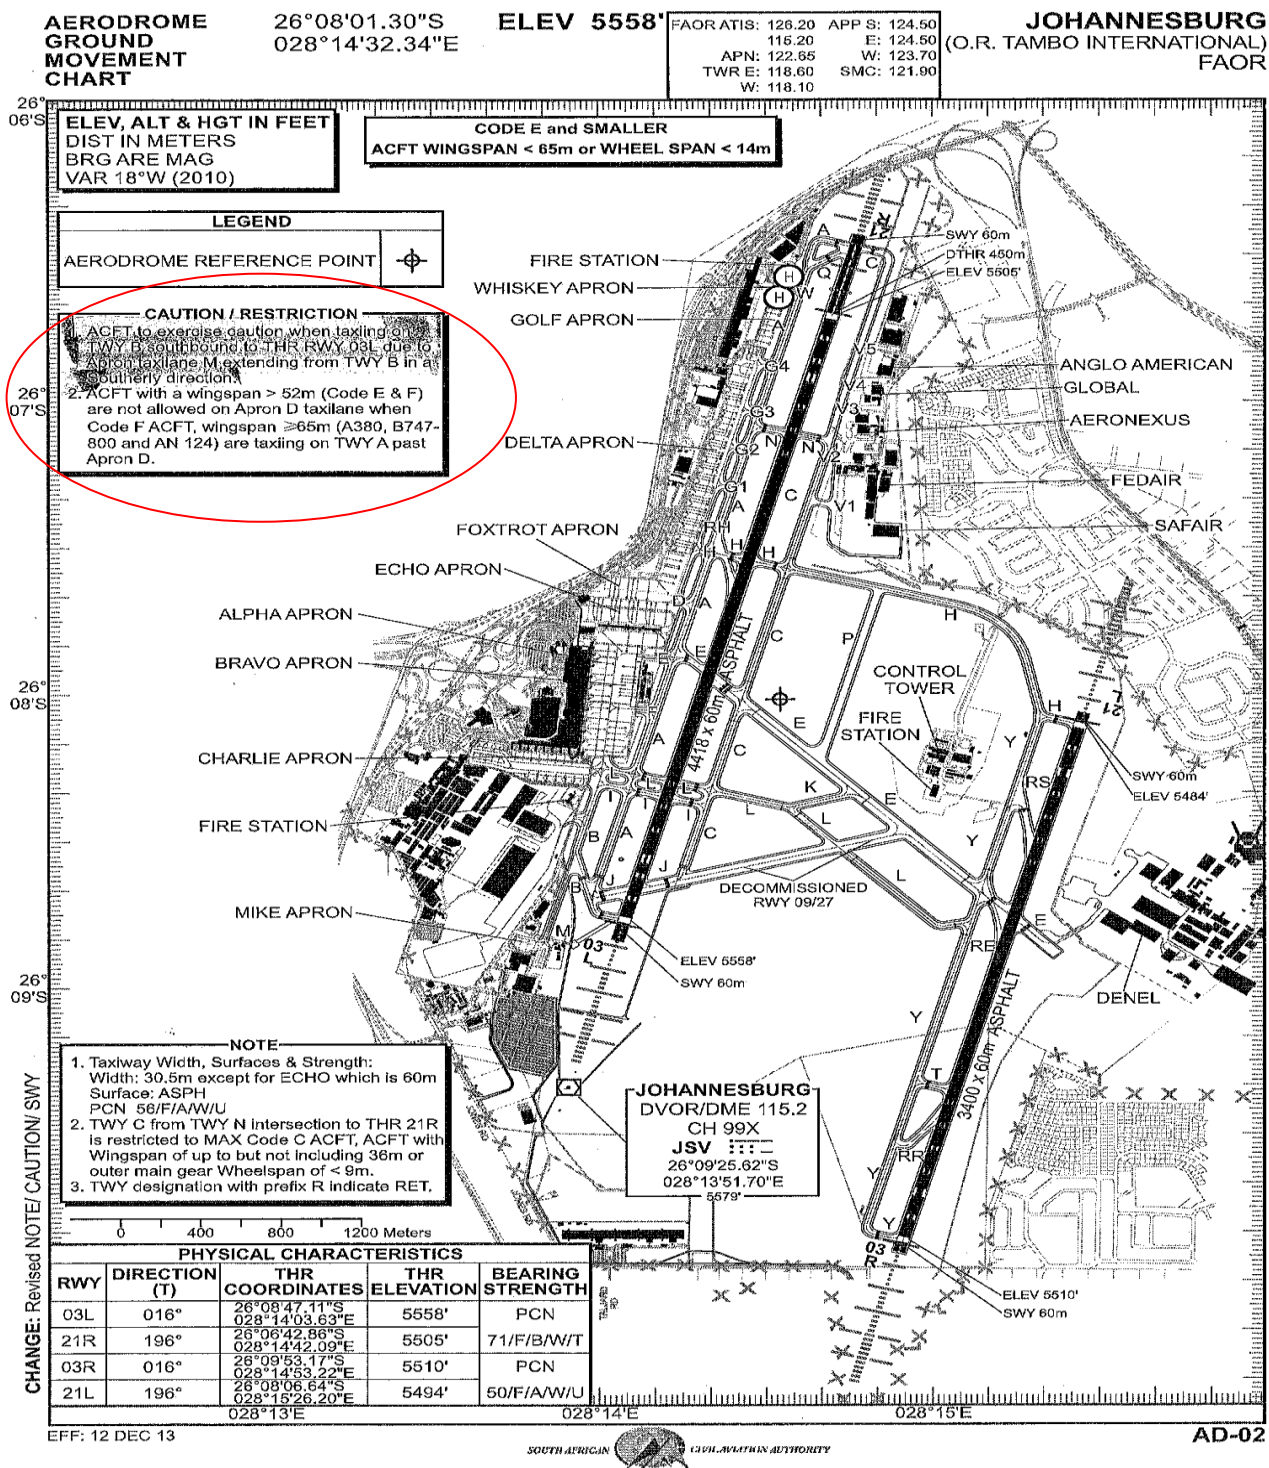 AERODROME
GROUND
MOVEMENT
CHART
26°08'01.30"S
028°14'32.34"E
ELEV 5558'
FAOR ATIS: 126.20 APP S: 124.50
115.20 E: 124.50
APN: 122.65 W: 123.70
TWR E: 118.60 SMC: 121.90
W: 118.10
JOHANNESBURG
(O.R. TAMBO INTERNATIONAL)
FAOR
26°
06'S
ELEV, ALT & HGT IN FEET
DIST IN METERS
BRG ARE MAG
VAR 18°W (2010)
CODE E and SMALLER
ACFT WINGSPAN < 65m or WHEEL SPAN < 14m
LEGEND
AERODROME REFERENCE POINT
CAUTION / RESTRICTION
1. ACFT to exercise caution when taxiing on
TWY B southbound to THR RWY 03L due to
Apron taxilane M extending from TWY B in a
Southerly direction.
2. ACFT with a wingspan > 52m (Code E & F)
are not allowed on Apron D taxilane when
Code F ACFT, wingspan ≥65m (A380, B747-
800 and AN 124) are taxiing on TWY A past
Apron D.
26°
07'S
FIRE STATION
WHISKEY APRON
GOLF APRON
DELTA APRON
FOXTROT APRON
ECHO APRON
ALPHA APRON
BRAVO APRON
CHARLIE APRON
FIRE STATION
MIKE APRON
26°
08'S
26°
09'S
21
R
SWY 60m
DTHR 450m
ELEV 5505'
ANGLO AMERICAN
GLOBAL
AERONEXUS
FEDAIR
SAFAIR
A
C
Q
H
H
W
A
V5
G4
V4
G3
V3
N
N
V2
G2
G1
A
C
V1
RH
H
H
H
D
A
C
P
H
E
E
E
4418 x 60m ASPHALT
CONTROL
TOWER
FIRE
STATION
21
L
H
Y
RS
SWY 60m
ELEV 5484'
A
C
L
L
L
I
I
I
K
L
L
E
B
A
C
Y
J
J
B
L
DECOMMISSIONED
RWY 09/27
M
03
L
ELEV 5558'
SWY 60m
RE
E
DENEL
Y
3400 x 60m ASPHALT
T
RR
Y
Y
03
R
ELEV 5510'
SWY 60m
JOHANNESBURG
DVOR/DME 115.2
CH 99X
JSV
26°09'25.62"S
028°13'51.70"E
5579'
NOTE
1. Taxiway Width, Surfaces & Strength:
Width: 30.5m except for ECHO which is 60m
Surface: ASPH
PCN 56/F/A/W/U
2. TWY C from TWY N intersection to THR 21R
is restricted to MAX Code C ACFT, ACFT with
Wingspan of up to but not including 36m or
outer main gear Wheelspan of < 9m.
3. TWY designation with prefix R indicate RET.
0 400 800 1200 Meters
PHYSICAL CHARACTERISTICS
RWY DIRECTION (T) THR COORDINATES THR ELEVATION BEARING STRENGTH
03L 016° 26°08'47.11"S 028°14'03.63"E 5558' PCN
21R 196° 26°06'42.86"S 028°14'42.09"E 5505' 71/F/B/W/T
03R 016° 26°09'53.17"S 028°14'53.22"E 5510' PCN
21L 196° 26°08'06.64"S 028°15'26.20"E 5494' 50/F/A/W/U
028°13'E
028°14'E
028°15'E
CHANGE: Revised NOTE/ CAUTION/ SWY
EFF: 12 DEC 13
SOUTH AFRICAN
CIVIL AVIATION AUTHORITY
AD-02